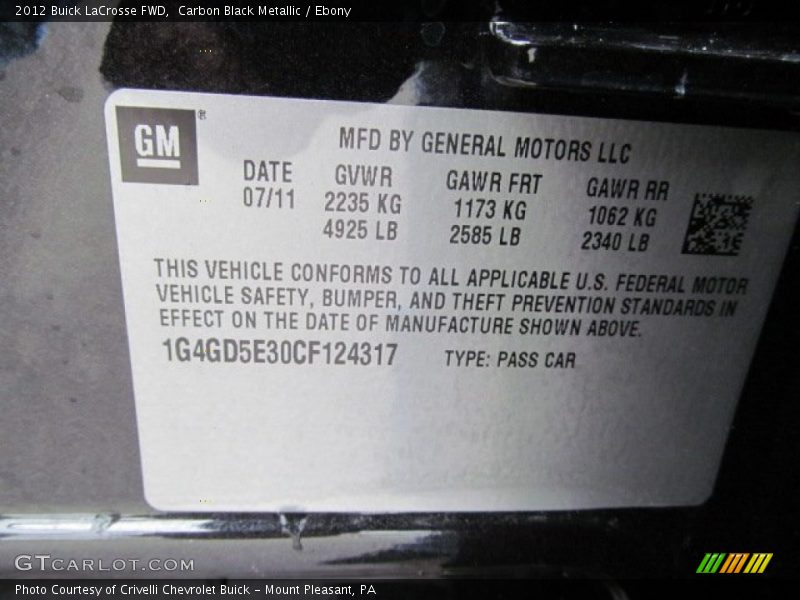 2012 Buick LaCrosse FWD, Carbon Black Metallic / Ebony
GM ®
MFD BY GENERAL MOTORS LLC
DATE GVWR GAWR FRT GAWR RR
07/11 2235 KG 1173 KG 1062 KG
4925 LB 2585 LB 2340 LB
THIS VEHICLE CONFORMS TO ALL APPLICABLE U.S. FEDERAL MOTOR
VEHICLE SAFETY, BUMPER, AND THEFT PREVENTION STANDARDS IN
EFFECT ON THE DATE OF MANUFACTURE SHOWN ABOVE.
1G4GD5E30CF124317 TYPE: PASS CAR
GTCARLOT.COM
Photo Courtesy of Crivelli Chevrolet Buick - Mount Pleasant, PA